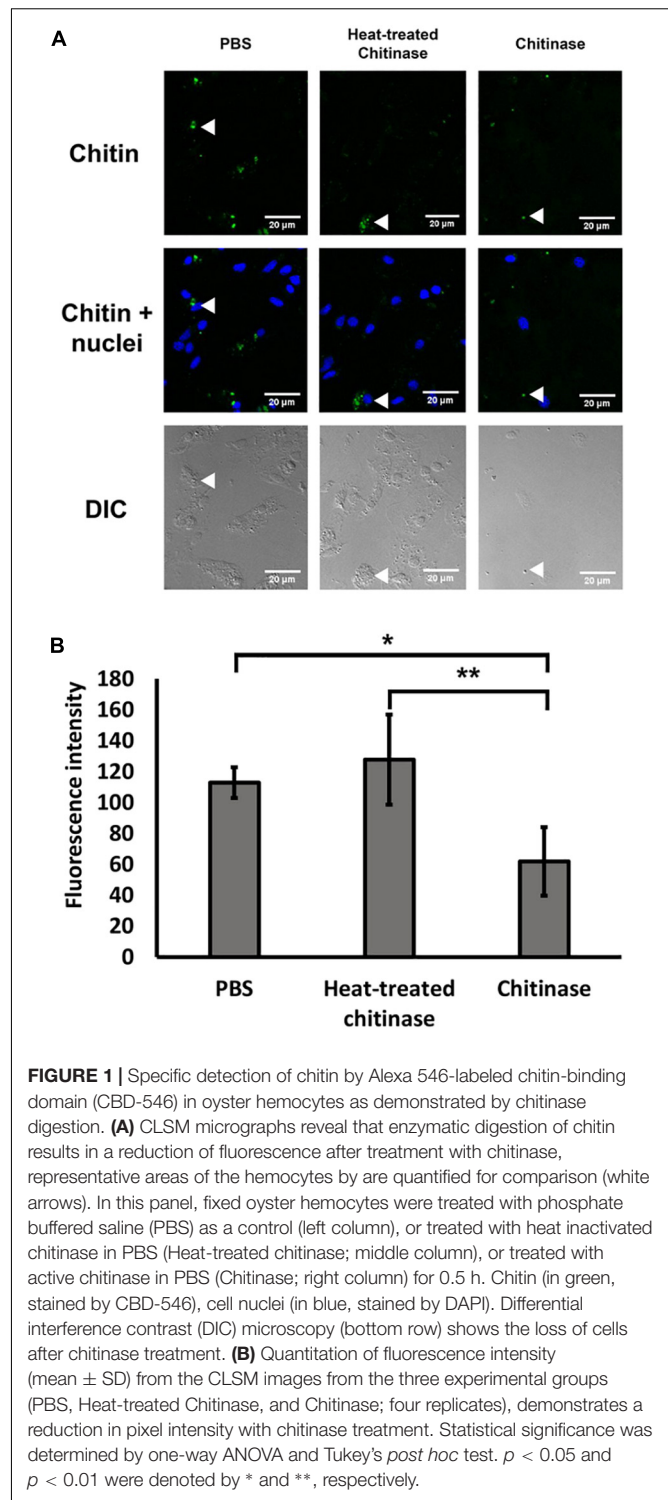 A
PBS
Heat-treated
Chitinase
Chitinase
Chitin
20 µm
20 µm
20 µm
Chitin +
nuclei
20 µm
20 µm
20 µm
DIC
20 µm
20 µm
20 µm
B
*
**
Fluorescence intensity
180
160
140
120
100
80
60
40
20
0
PBS
Heat-treated
chitinase
Chitinase
FIGURE 1 | Specific detection of chitin by Alexa 546-labeled chitin-binding
domain (CBD-546) in oyster hemocytes as demonstrated by chitinase
digestion. (A) CLSM micrographs reveal that enzymatic digestion of chitin
results in a reduction of fluorescence after treatment with chitinase,
representative areas of the hemocytes by are quantified for comparison (white
arrows). In this panel, fixed oyster hemocytes were treated with phosphate
buffered saline (PBS) as a control (left column), or treated with heat inactivated
chitinase in PBS (Heat-treated chitinase; middle column), or treated with
active chitinase in PBS (Chitinase; right column) for 0.5 h. Chitin (in green,
stained by CBD-546), cell nuclei (in blue, stained by DAPI). Differential
interference contrast (DIC) microscopy (bottom row) shows the loss of cells
after chitinase treatment. (B) Quantitation of fluorescence intensity
(mean ± SD) from the CLSM images from the three experimental groups
(PBS, Heat-treated Chitinase, and Chitinase; four replicates), demonstrates a
reduction in pixel intensity with chitinase treatment. Statistical significance was
determined by one-way ANOVA and Tukey's post hoc test. p < 0.05 and
p < 0.01 were denoted by * and **, respectively.